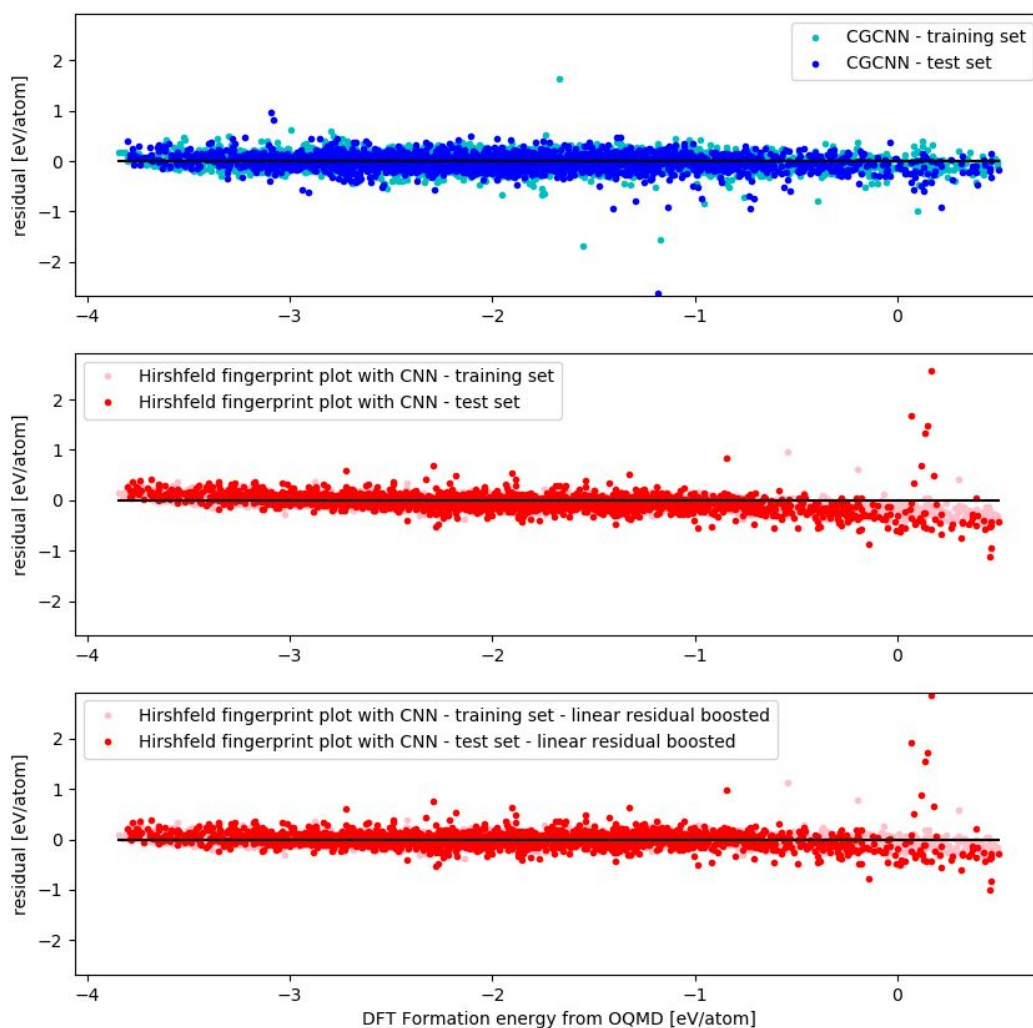 CGCNN - training set
CGCNN - test set
residual [eV/atom]
2
1
0
−1
−2
−4 −3 −2 −1 0
Hirshfeld fingerprint plot with CNN - training set
Hirshfeld fingerprint plot with CNN - test set
residual [eV/atom]
2
1
0
−1
−2
−4 −3 −2 −1 0
Hirshfeld fingerprint plot with CNN - training set - linear residual boosted
Hirshfeld fingerprint plot with CNN - test set - linear residual boosted
residual [eV/atom]
2
1
0
−1
−2
−4 −3 −2 −1 0
DFT Formation energy from OQMD [eV/atom]